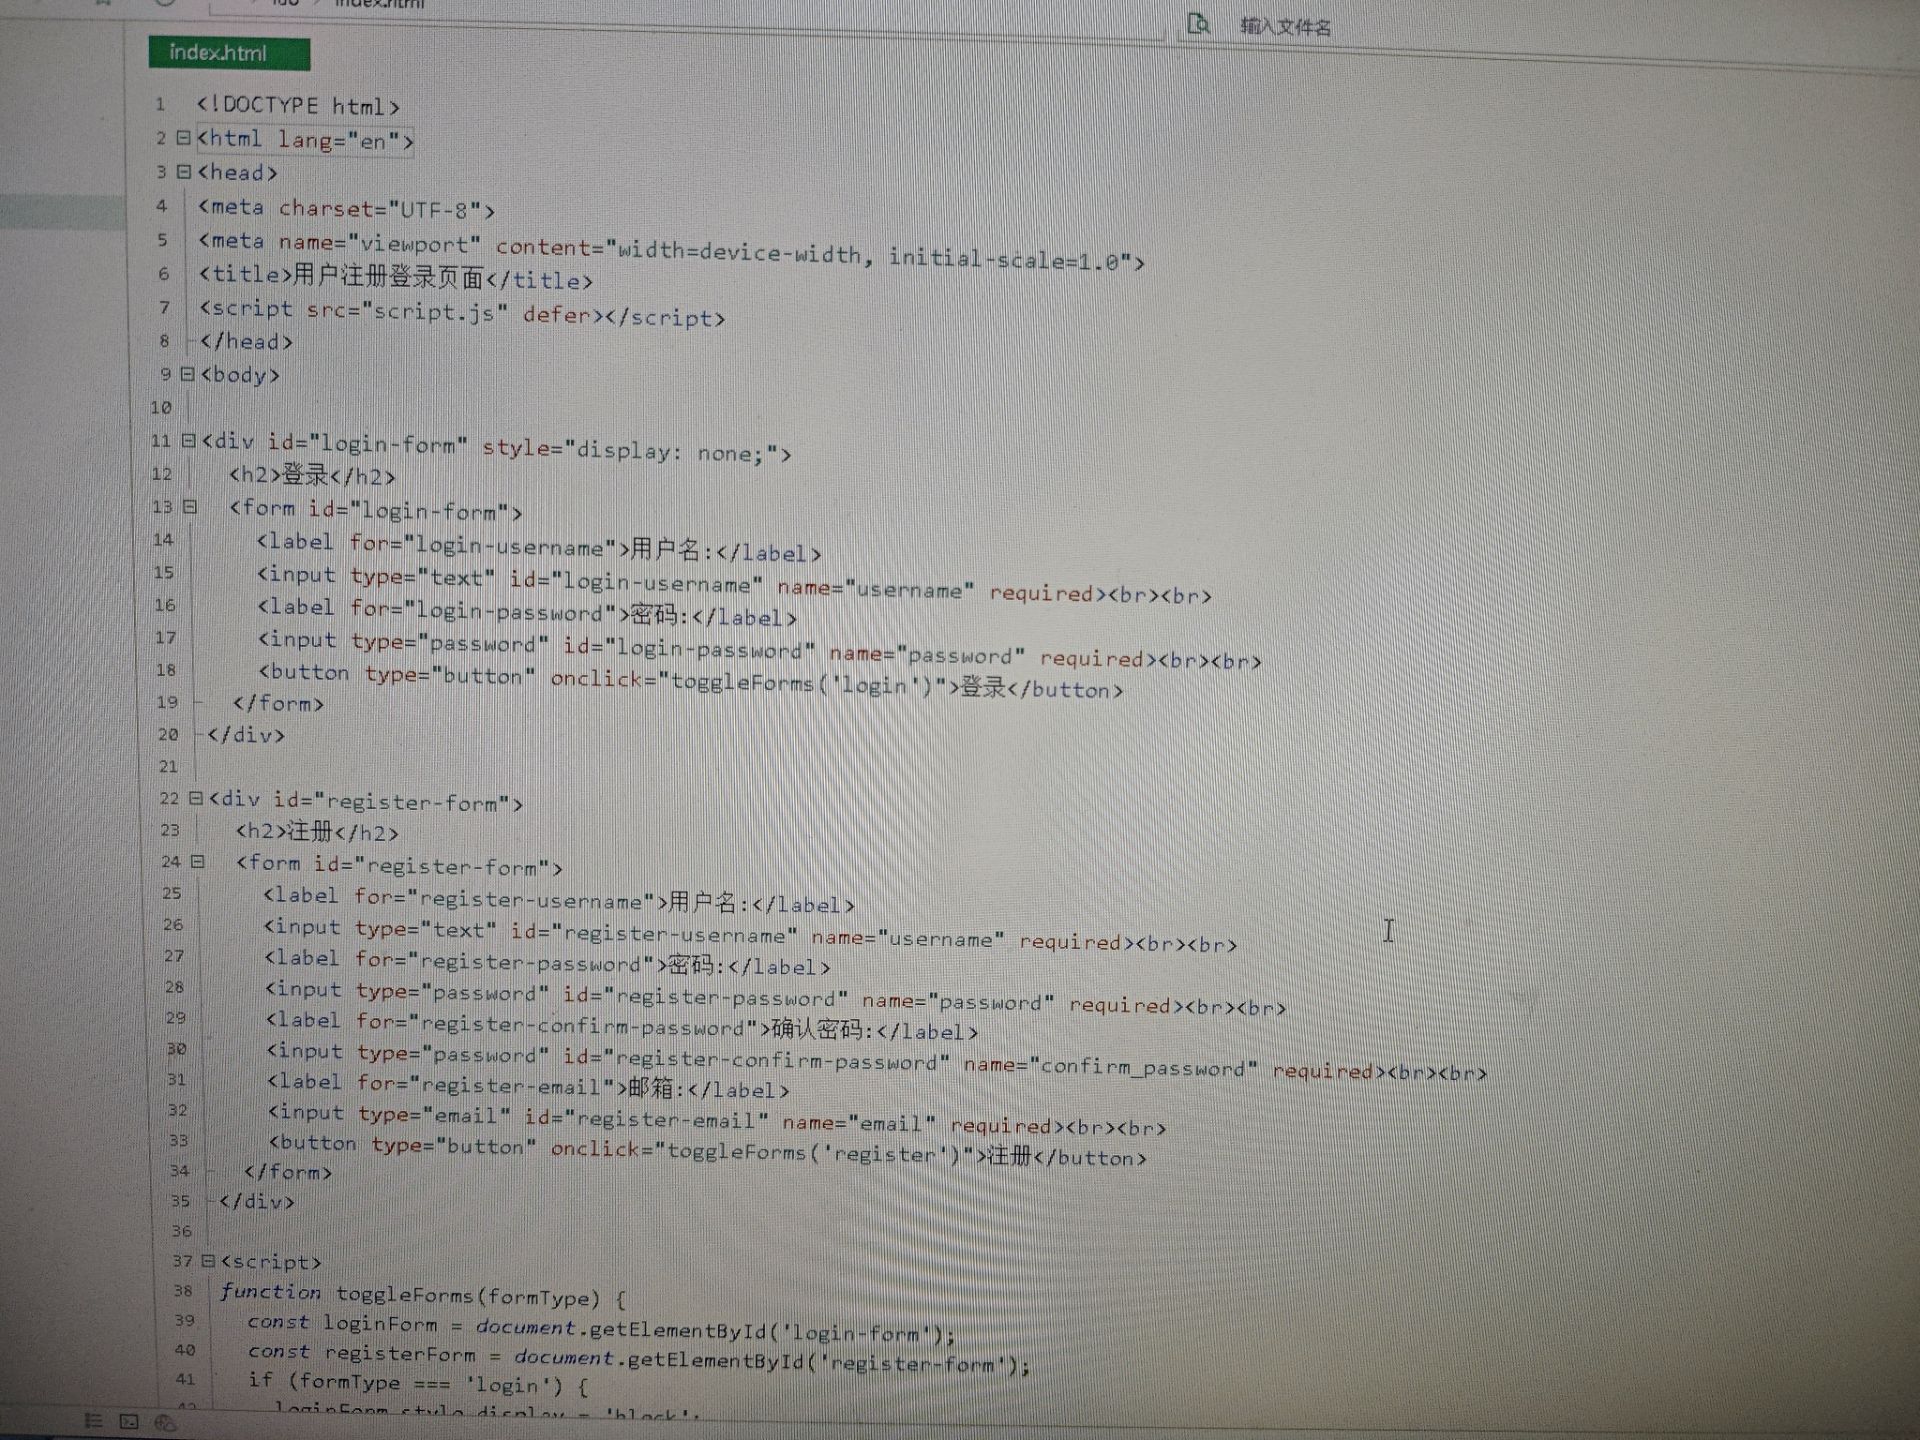 index.html
输入文件名
index.html
1 <!DOCTYPE html>
2 <html lang="en">
3 <head>
4 <meta charset="UTF-8">
5 <meta name="viewport" content="width=device-width, initial-scale=1.0">
6 <title>用户注册登录页面</title>
7 <script src="script.js" defer></script>
8 </head>
9 <body>
10
11 <div id="login-form" style="display: none;">
12 <h2>登录</h2>
13 <form id="login-form">
14 <label for="login-username">用户名:</label>
15 <input type="text" id="login-username" name="username" required><br><br>
16 <label for="login-password">密码:</label>
17 <input type="password" id="login-password" name="password" required><br><br>
18 <button type="button" onclick="toggleForms('login')">登录</button>
19 </form>
20 </div>
21
22 <div id="register-form">
23 <h2>注册</h2>
24 <form id="register-form">
25 <label for="register-username">用户名:</label>
26 <input type="text" id="register-username" name="username" required><br><br>
27 <label for="register-password">密码:</label>
28 <input type="password" id="register-password" name="password" required><br><br>
29 <label for="register-confirm-password">确认密码:</label>
30 <input type="password" id="register-confirm-password" name="confirm_password" required><br><br>
31 <label for="register-email">邮箱:</label>
32 <input type="email" id="register-email" name="email" required><br><br>
33 <button type="button" onclick="toggleForms('register')">注册</button>
34 </form>
35 </div>
36
37 <script>
38 function toggleForms(formType) {
39 const loginForm = document.getElementById('login-form');
40 const registerForm = document.getElementById('register-form');
41 if (formType === 'login') {
42 loginForm.style.display = 'block';